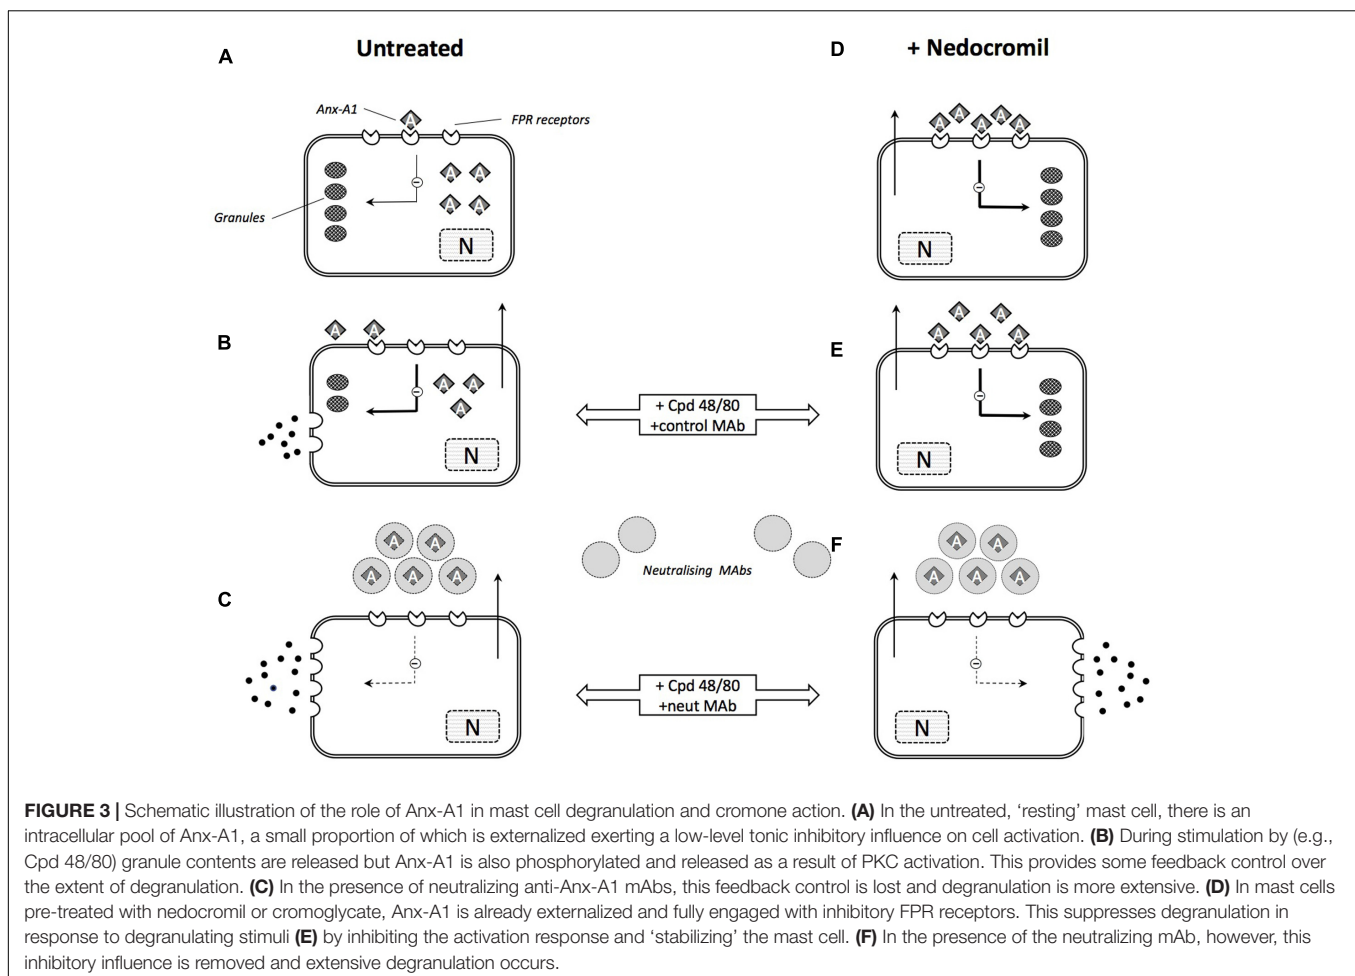 Untreated
+ Nedocromil
A
D
Anx-A1
FPR receptors
A
A A
A A
Granules
N
A A A A A
N
B
A A
A A
A
N
+ Cpd 48/80
+control MAb
E
A A
A A A
N
C
A A
A A A
N
Neutralising MAbs
+ Cpd 48/80
+neut MAb
F
A A
A A A
N
FIGURE 3 | Schematic illustration of the role of Anx-A1 in mast cell degranulation and cromone action. (A) In the untreated, ‘resting’ mast cell, there is an
intracellular pool of Anx-A1, a small proportion of which is externalized exerting a low-level tonic inhibitory influence on cell activation. (B) During stimulation by (e.g.,
Cpd 48/80) granule contents are released but Anx-A1 is also phosphorylated and released as a result of PKC activation. This provides some feedback control over
the extent of degranulation. (C) In the presence of neutralizing anti-Anx-A1 mAbs, this feedback control is lost and degranulation is more extensive. (D) In mast cells
pre-treated with nedocromil or cromoglycate, Anx-A1 is already externalized and fully engaged with inhibitory FPR receptors. This suppresses degranulation in
response to degranulating stimuli (E) by inhibiting the activation response and ‘stabilizing’ the mast cell. (F) In the presence of the neutralizing mAb, however, this
inhibitory influence is removed and extensive degranulation occurs.